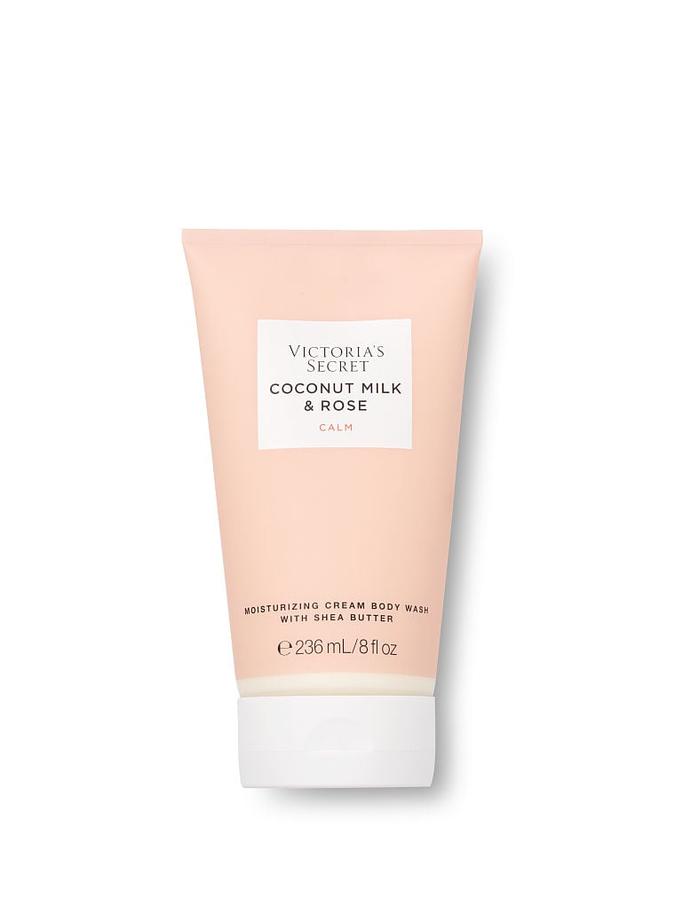 VICTORIA'S
SECRET
COCONUT MILK
& ROSE
CALM
MOISTURIZING CREAM BODY WASH
WITH SHEA BUTTER
℮ 236 mL/8 fl oz